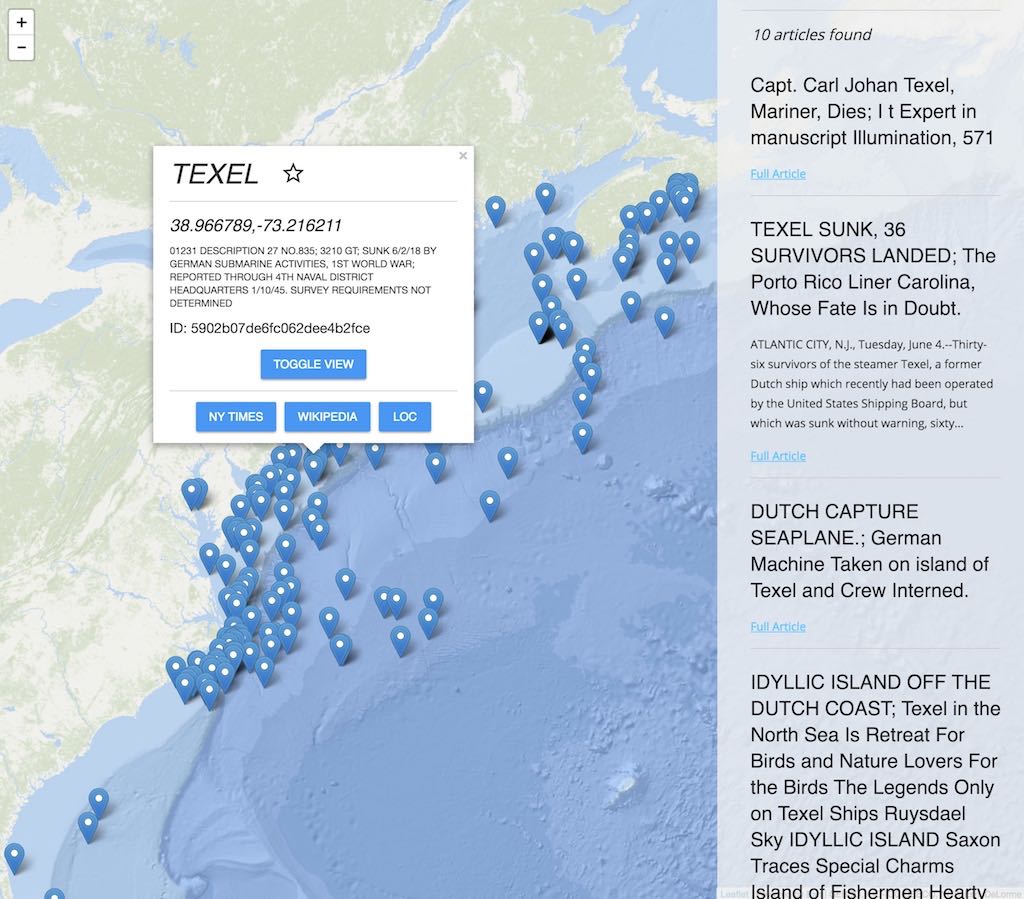 +
−
TEXEL
×
38.966789,-73.216211
01231 DESCRIPTION 27 NO.835; 3210 GT; SUNK 6/2/18 BY
GERMAN SUBMARINE ACTIVITIES, 1ST WORLD WAR;
REPORTED THROUGH 4TH NAVAL DISTRICT
HEADQUARTERS 1/10/45. SURVEY REQUIREMENTS NOT
DETERMINED
ID: 5902b07de6fc062dee4b2fce
TOGGLE VIEW
NY TIMES
WIKIPEDIA
LOC
10 articles found
Capt. Carl Johan Texel,
Mariner, Dies; I t Expert in
manuscript Illumination, 571
Full Article
TEXEL SUNK, 36
SURVIVORS LANDED; The
Porto Rico Liner Carolina,
Whose Fate Is in Doubt.
ATLANTIC CITY, N.J., Tuesday, June 4.--Thirty-
six survivors of the steamer Texel, a former
Dutch ship which recently had been operated
by the United States Shipping Board, but
which was sunk without warning, sixty...
Full Article
DUTCH CAPTURE
SEAPLANE.; German
Machine Taken on island of
Texel and Crew Interned.
Full Article
IDYLLIC ISLAND OFF THE
DUTCH COAST; Texel in the
North Sea Is Retreat For
Birds and Nature Lovers For
the Birds The Legends Only
on Texel Ships Ruysdael
Sky IDYLLIC ISLAND Saxon
Traces Special Charms
Island of Fishermen Hearty
Leaflet
DeLorme